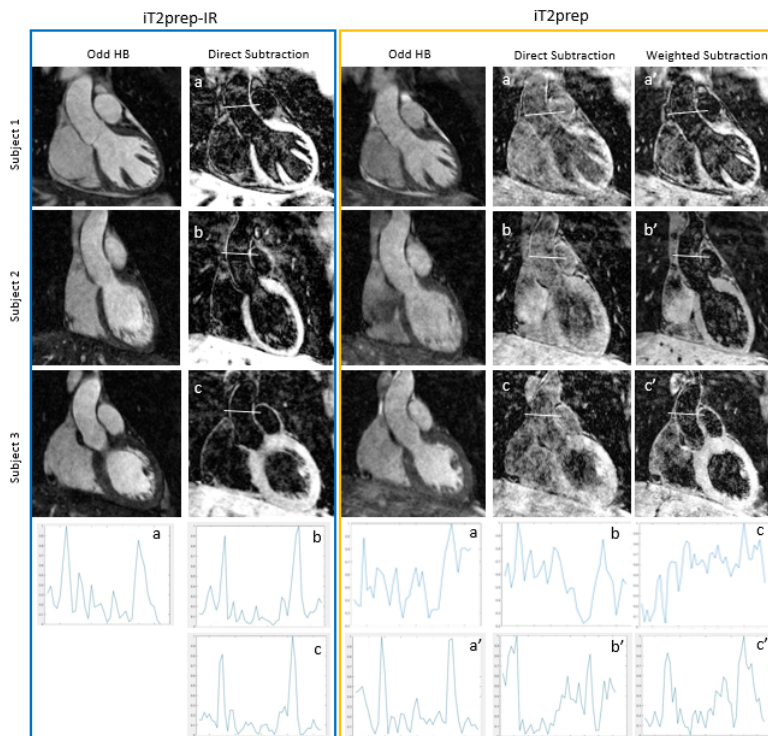 iT2prep-IR
iT2prep
Odd HB
Direct Subtraction
Odd HB
Direct Subtraction
Weighted Subtraction
Subject 1
a
a
a'
Subject 2
b
b
b'
Subject 3
c
c
c'
a
b
a
b
c
c
a'
b'
c'